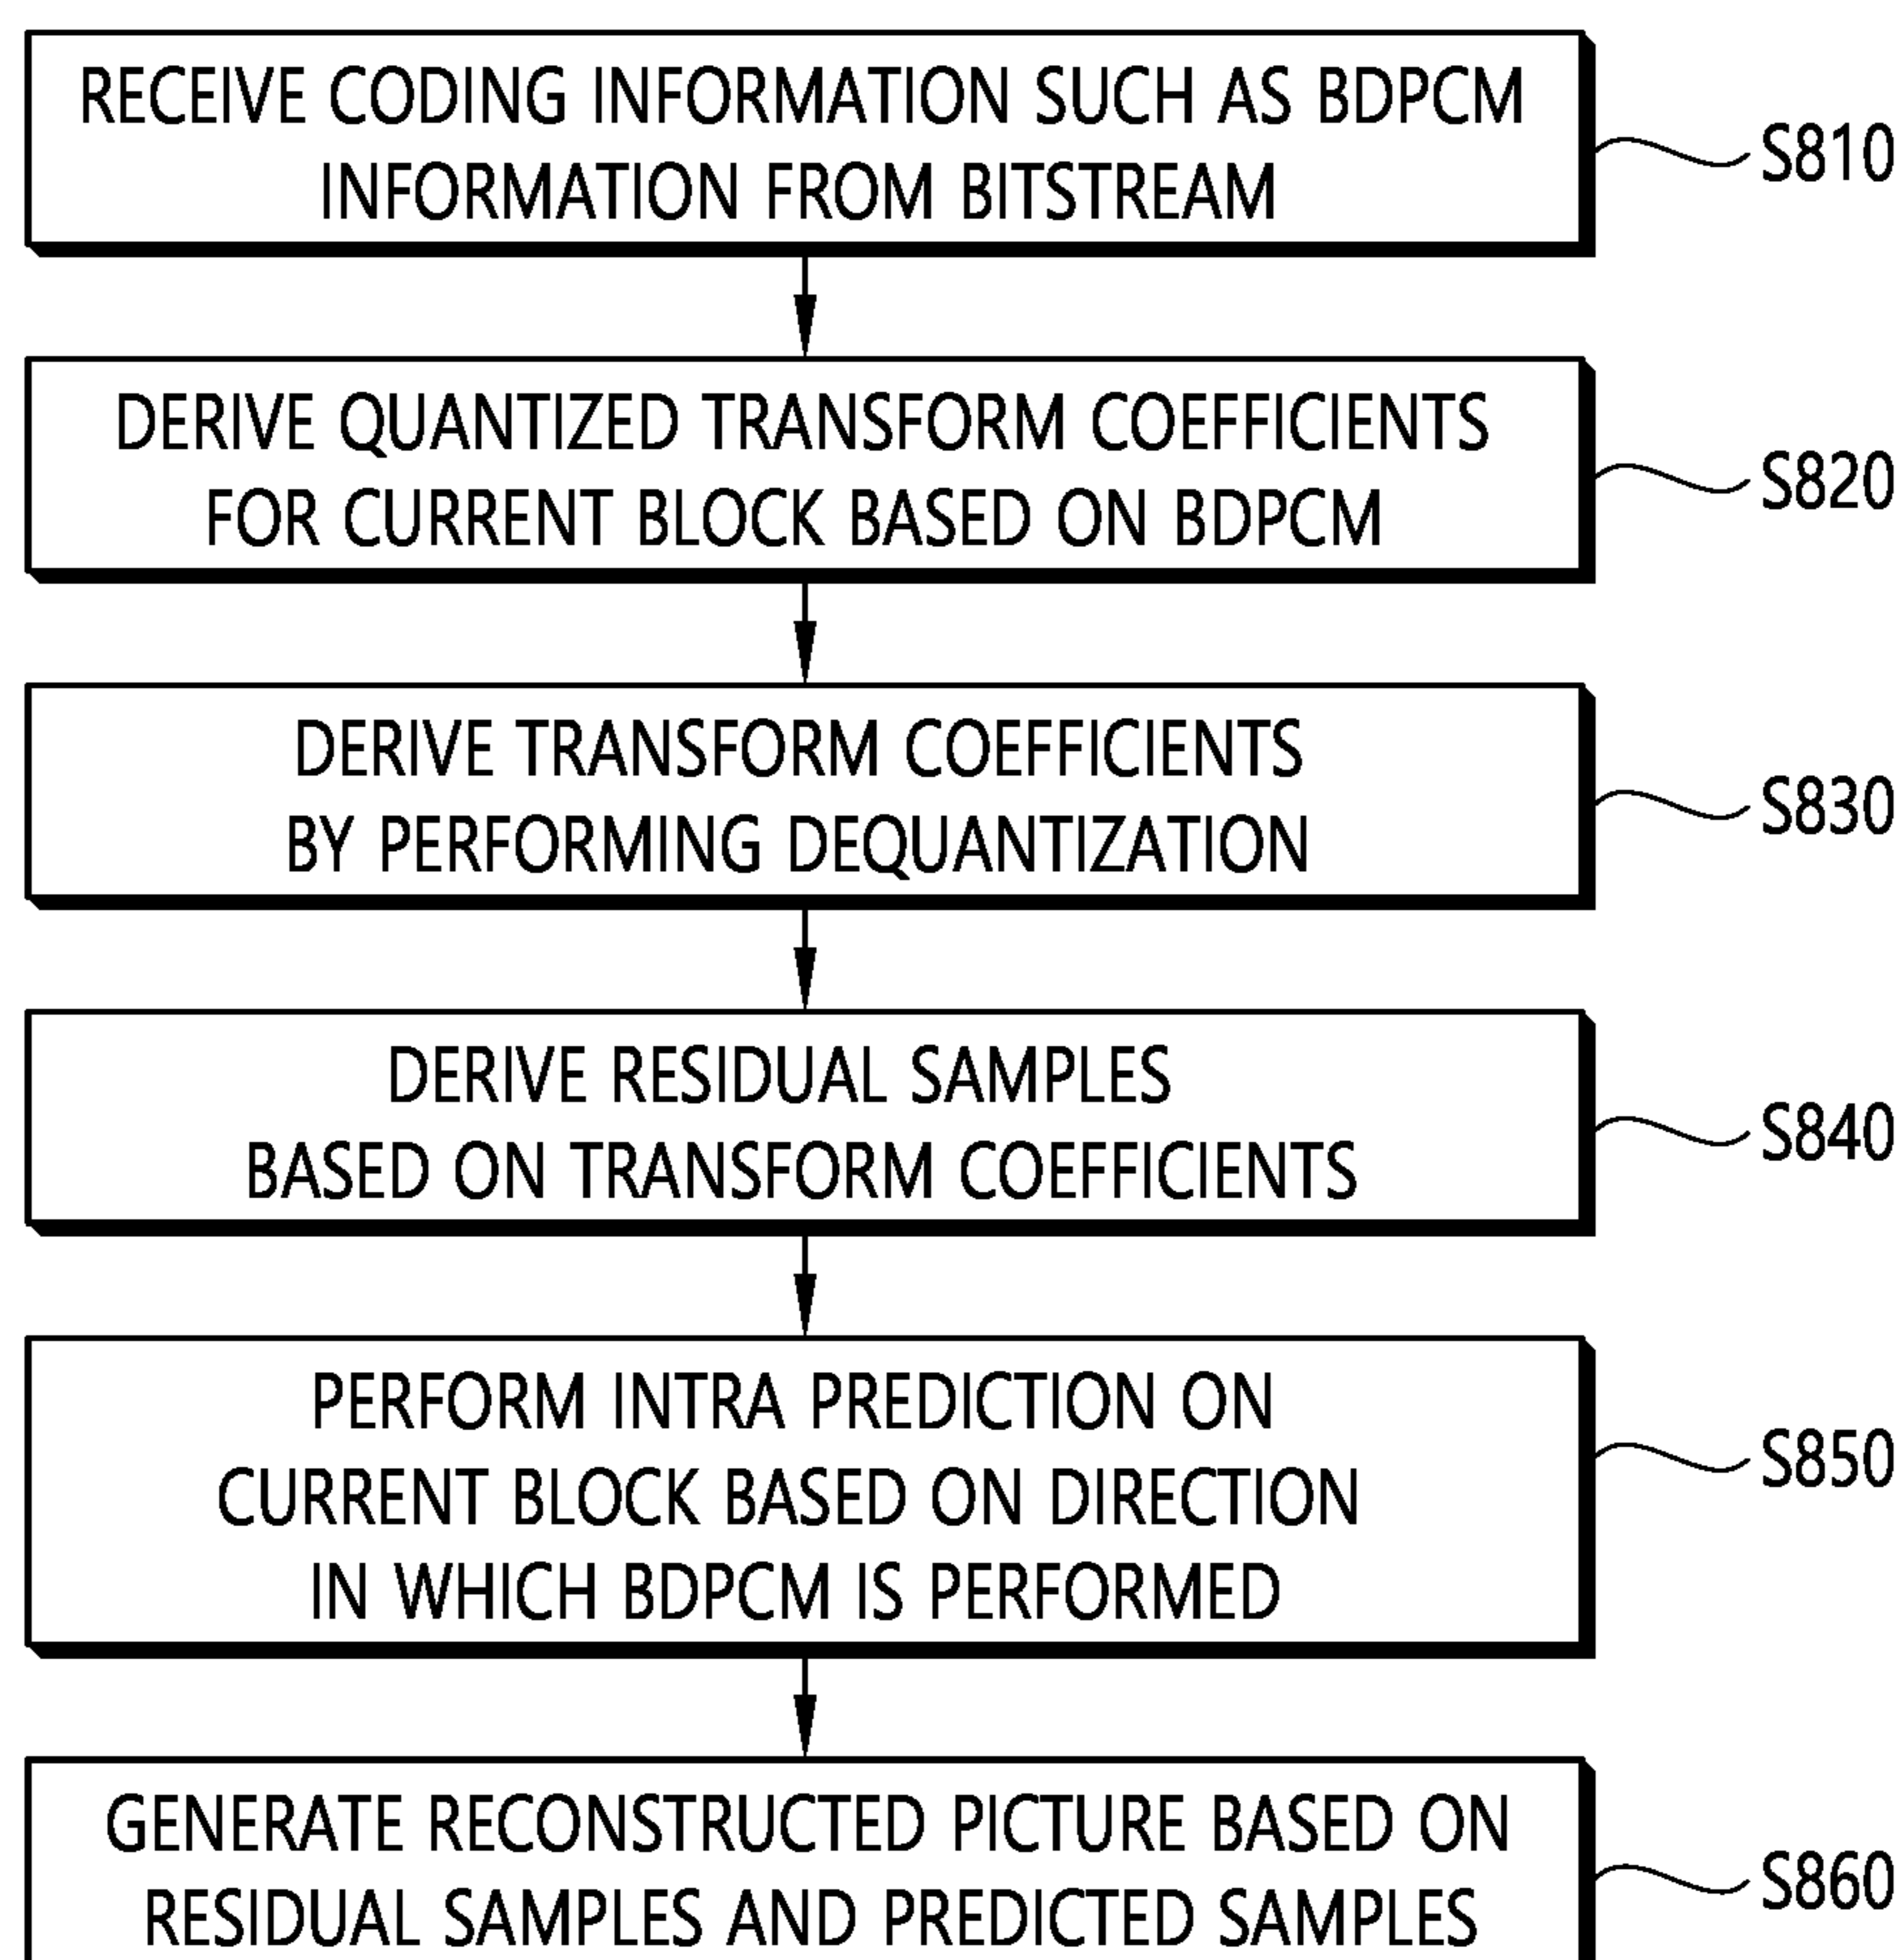 RECEIVE CODING INFORMATION SUCH AS BDPCM
INFORMATION FROM BITSTREAM
S810
DERIVE QUANTIZED TRANSFORM COEFFICIENTS
FOR CURRENT BLOCK BASED ON BDPCM
S820
DERIVE TRANSFORM COEFFICIENTS
BY PERFORMING DEQUANTIZATION
S830
DERIVE RESIDUAL SAMPLES
BASED ON TRANSFORM COEFFICIENTS
S840
PERFORM INTRA PREDICTION ON
CURRENT BLOCK BASED ON DIRECTION
IN WHICH BDPCM IS PERFORMED
S850
GENERATE RECONSTRUCTED PICTURE BASED ON
RESIDUAL SAMPLES AND PREDICTED SAMPLES
S860